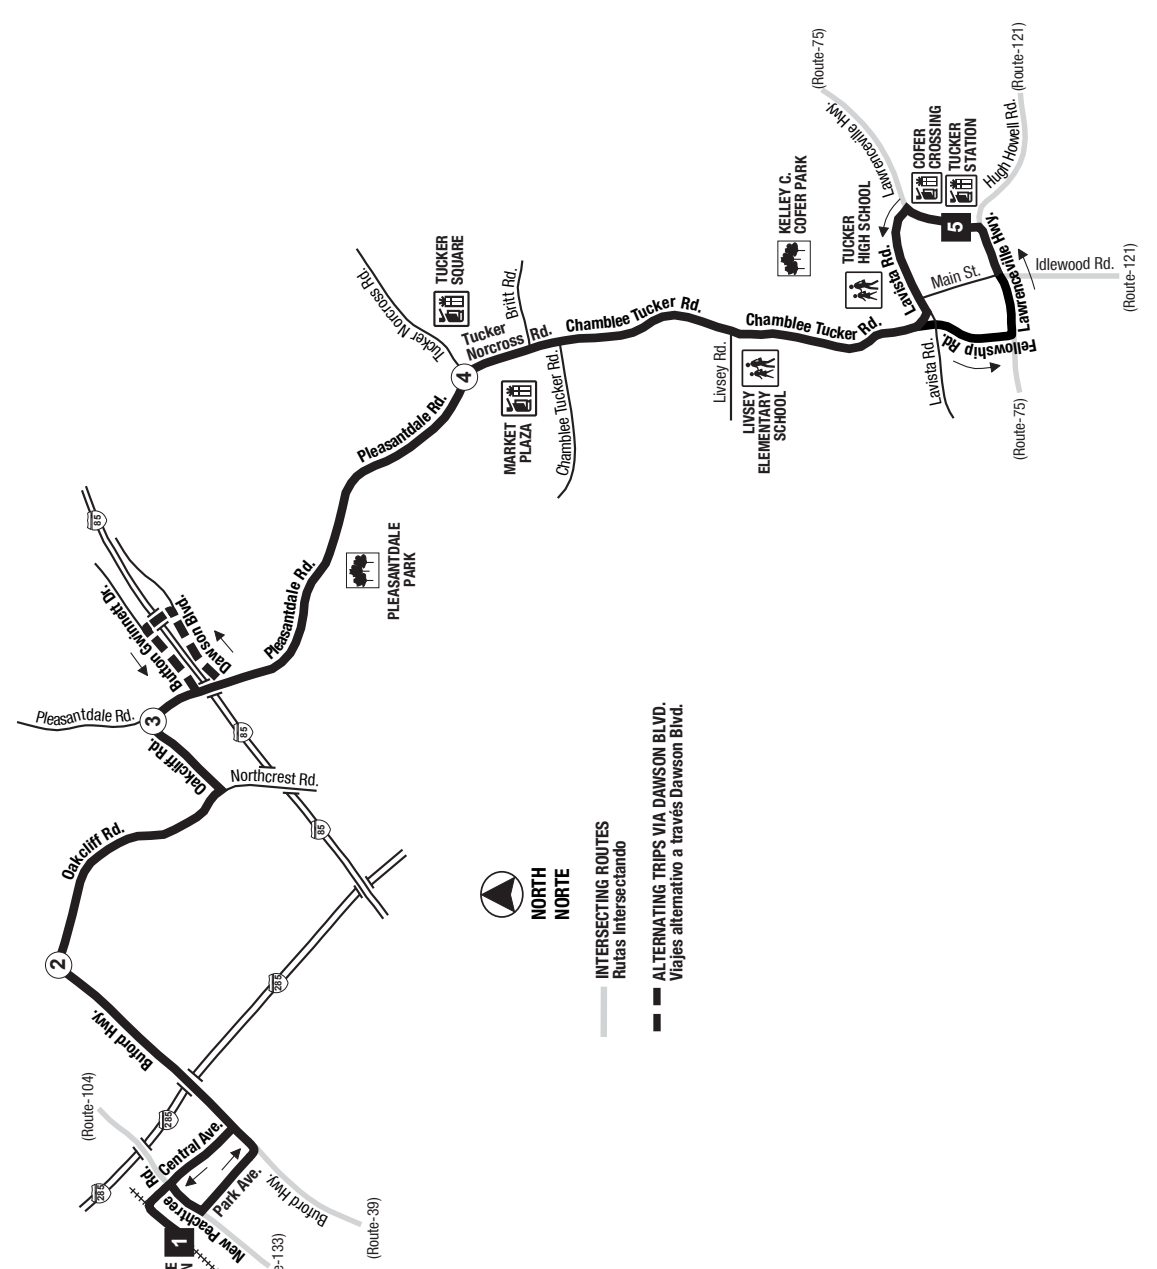 (Route-75)
(Route-121)
Lawrenceville Hwy.
Hugh Howell Rd.
COFER
CROSSING
TUCKER
STATION
KELLEY C.
COFER PARK
TUCKER
HIGH SCHOOL
5
Lavista Rd.
Main St.
Lawrenceville Hwy.
Idlewood Rd.
(Route-121)
Fellowship Rd.
Lavista Rd.
(Route-75)
Chamblee Tucker Rd.
Chamblee Tucker Rd.
Livsey Rd.
LIVSEY
ELEMENTARY
SCHOOL
TUCKER
SQUARE
Tucker Norcross Rd.
Britt Rd.
Tucker
Norcross Rd.
4
MARKET
PLAZA
Chamblee Tucker Rd.
Pleasantdale Rd.
Pleasantdale Rd.
PLEASANTDALE
PARK
85
Button Gwinnett Dr.
Dawson Blvd.
Pleasantdale Rd.
3
85
Oakcliff Rd.
Northcrest Rd.
85
Oakcliff Rd.
2
Buford Hwy.
285
285
285
(Route-104)
Central Ave.
New Peachtree Rd.
Park Ave.
Buford Hwy.
(Route-39)
1
e-133)
E
N
NORTH
NORTE
INTERSECTING ROUTES
Rutas Intersectando
ALTERNATING TRIPS VIA DAWSON BLVD.
Viajes alternativo a través Dawson Blvd.